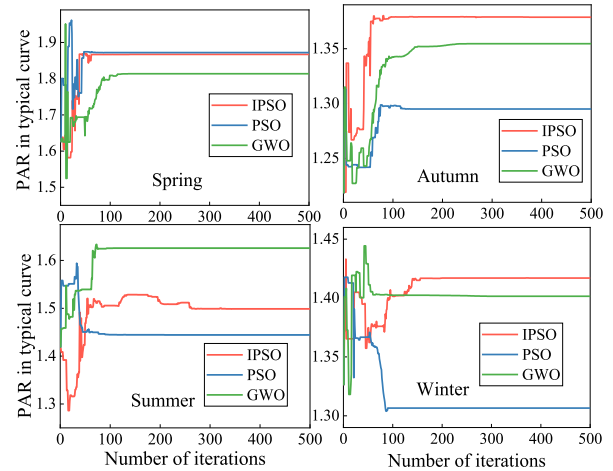 PAR in typical curve
1.9
1.8
1.7
1.6
1.5
IPSO
PSO
GWO
Spring
0 100 200 300 400 500
1.35
1.30
1.25
IPSO
PSO
GWO
Autumn
0 100 200 300 400 500
PAR in typical curve
1.6
1.5
1.4
1.3
IPSO
PSO
GWO
Summer
0 100 200 300 400 500
Number of iterations
1.45
1.40
1.35
1.30
IPSO
PSO
GWO
Winter
0 100 200 300 400 500
Number of iterations